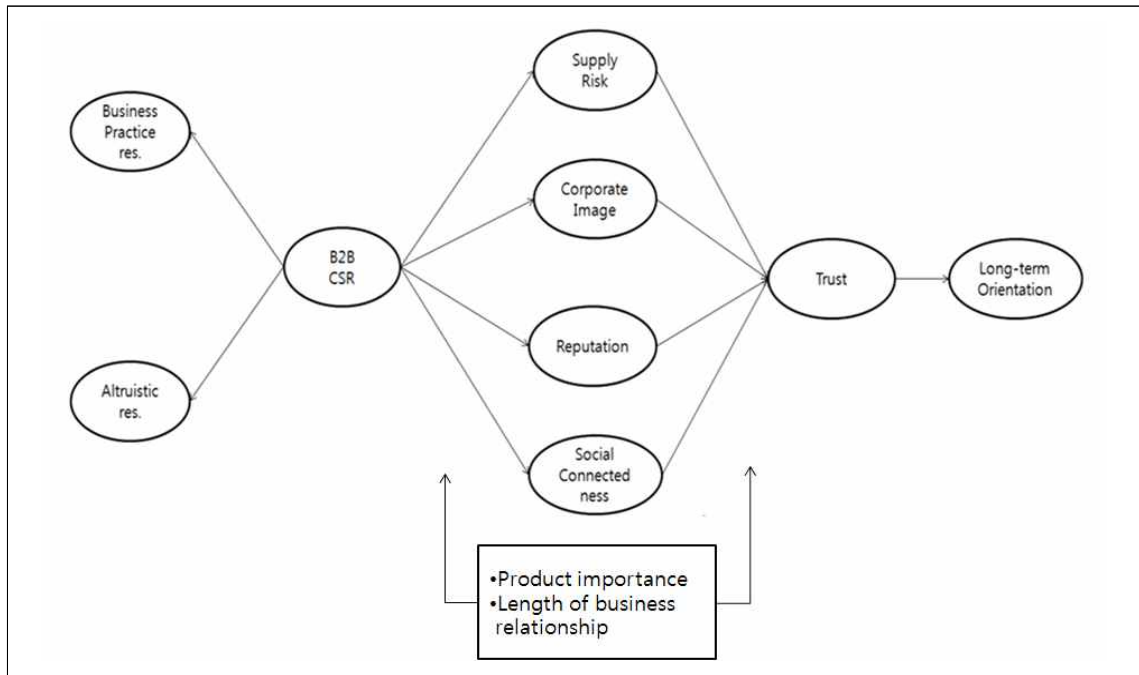 Supply
Risk
Business
Practice
res.
Corporate
Image
B2B
CSR
Trust
Long-term
Orientation
Reputation
Altruistic
res.
Social
Connected
ness
•Product importance
•Length of business
relationship